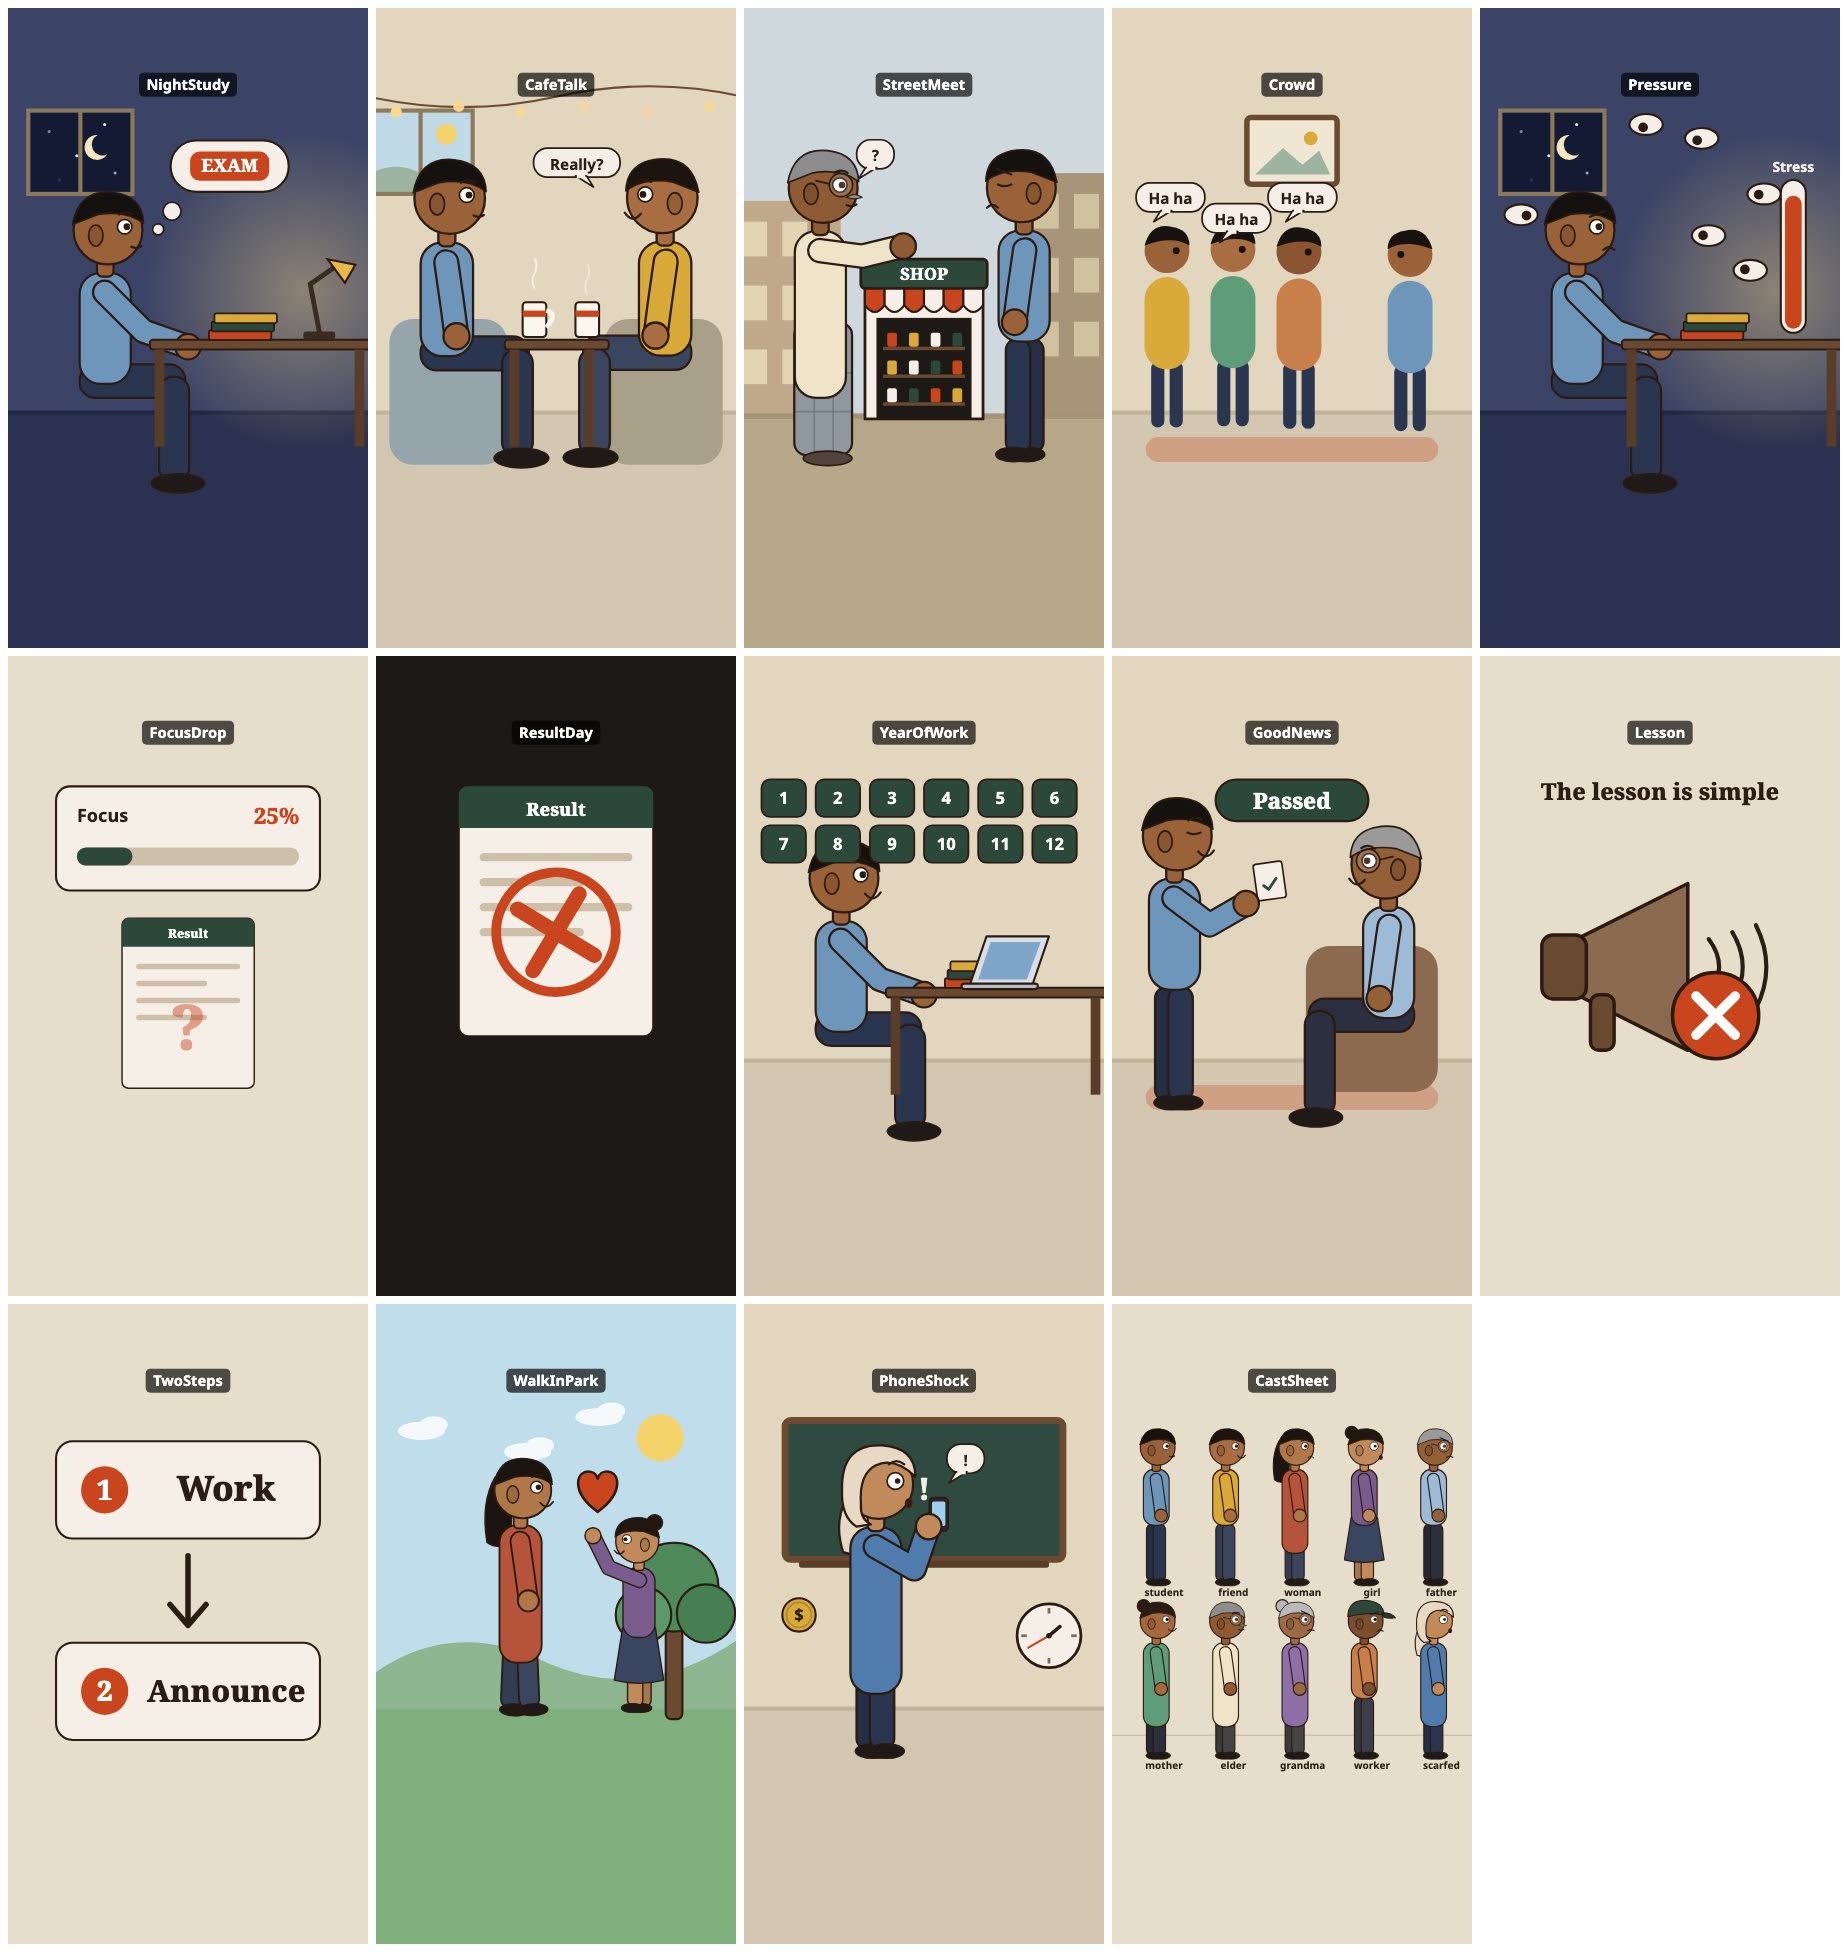 NightStudy
EXAM
CafeTalk
Really?
StreetMeet
?
SHOP
Crowd
Ha ha
Ha ha
Ha ha
Pressure
Stress
FocusDrop
Focus 25%
Result
?
ResultDay
Result
YearOfWork
1 2 3 4 5 6
7 8 9 10 11 12
GoodNews
Passed
Lesson
The lesson is simple
TwoSteps
1 Work
2 Announce
WalkInPark
PhoneShock
!
!
$
CastSheet
student friend woman girl father
mother elder grandma worker scarfed